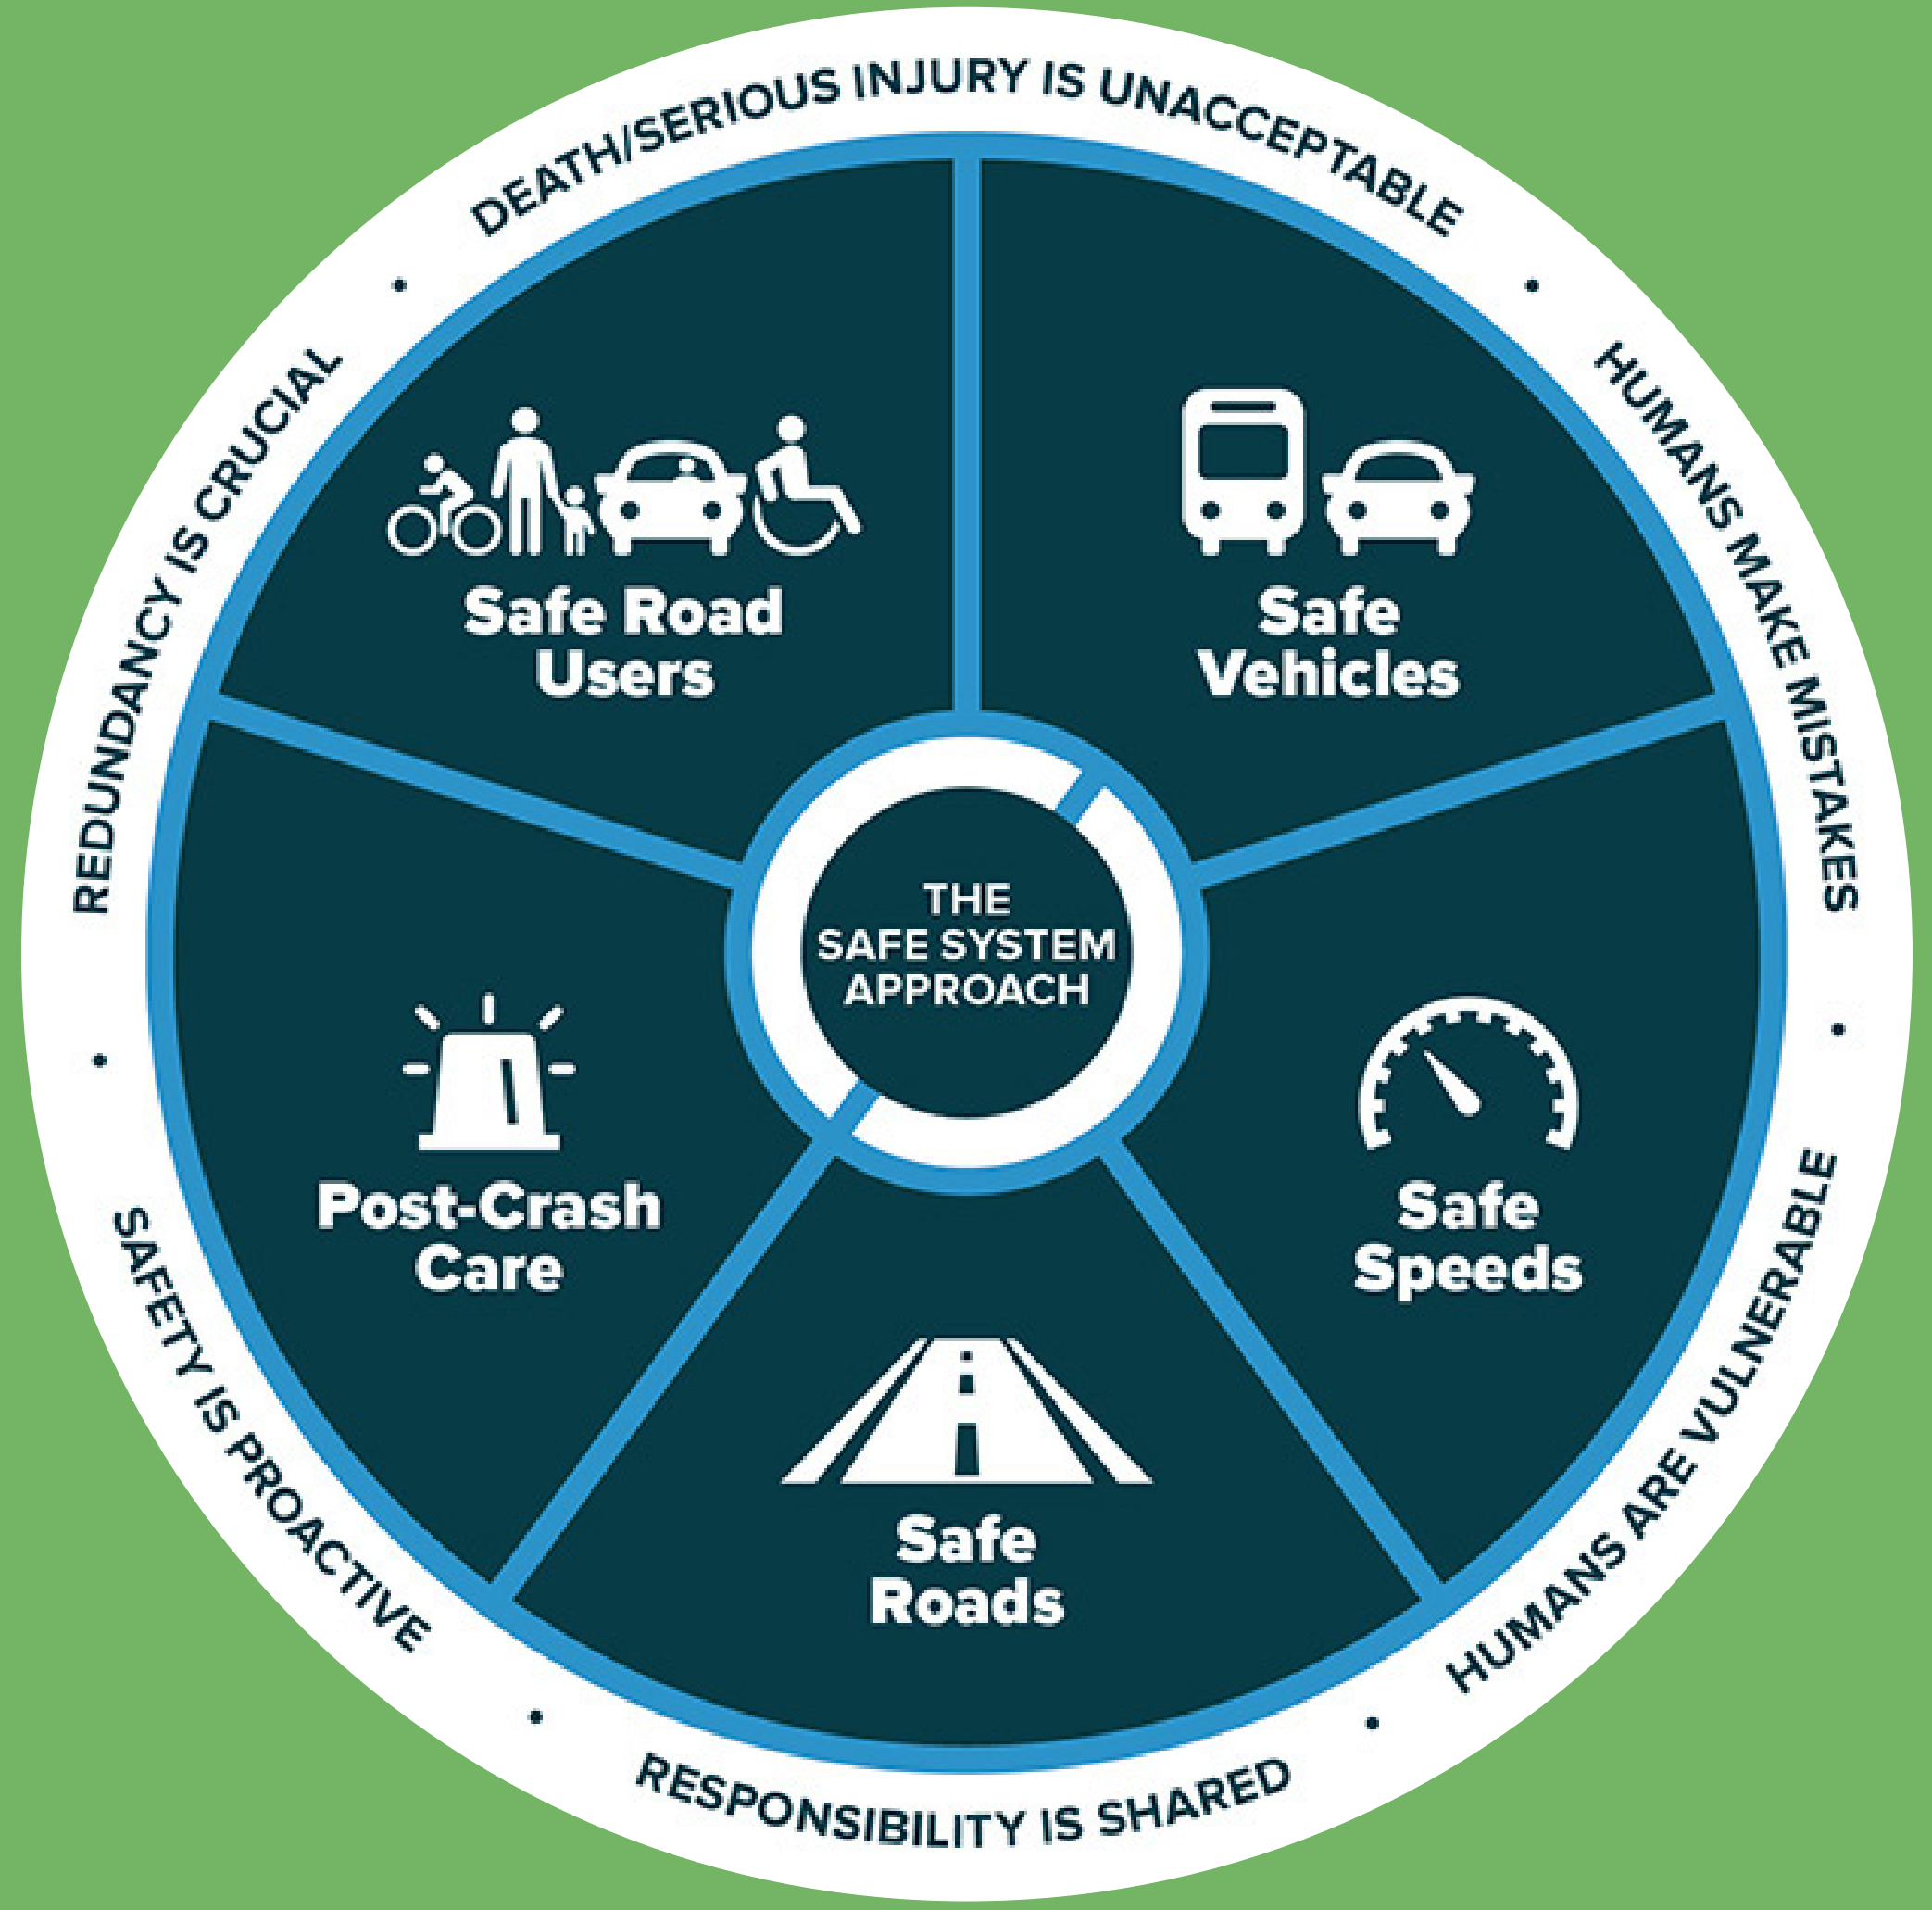 DEATH/SERIOUS INJURY IS UNACCEPTABLE
HUMANS MAKE MISTAKES
HUMANS ARE VULNERABLE
RESPONSIBILITY IS SHARED
SAFETY IS PROACTIVE
REDUNDANCY IS CRUCIAL
Safe Road
Users
Safe
Vehicles
THE
SAFE SYSTEM
APPROACH
Post-Crash
Care
Safe
Speeds
Safe
Roads